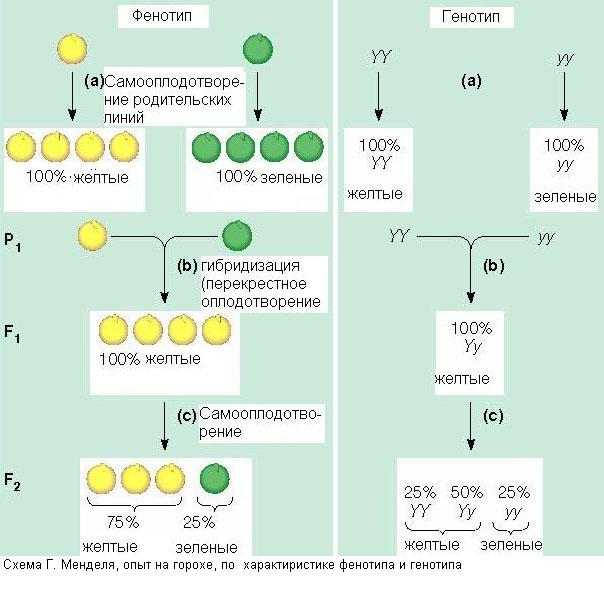 Фенотип
(a) Самооплодотворе-
ние родительских
линий
100% желтые
100% зеленые
P1
(b) гибридизация
(перекрестное
оплодотворение
F1
100% желтые
(c) Самооплодотво-
рение
F2
75%
желтые
25%
зеленые
Генотип
YY
yy
(a)
100%
YY
желтые
100%
yy
зеленые
YY
yy
(b)
100%
Yy
желтые
(c)
25% 50% 25%
YY Yy yy
желтые зеленые
Схема Г. Менделя, опыт на горохе, по характиристике фенотипа и генотипа